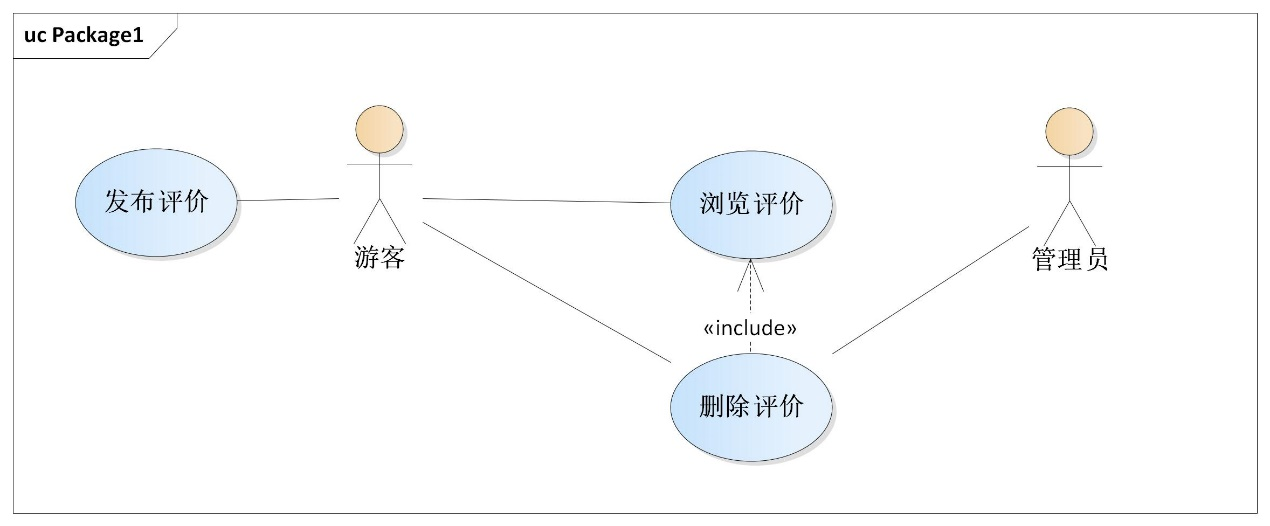 uc Package1
发布评价
游客
浏览评价
管理员
«include»
删除评价